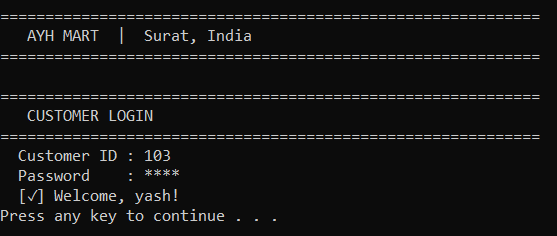 ============================================================
   AYH MART  |  Surat, India
============================================================

============================================================
   CUSTOMER LOGIN
============================================================
  Customer ID : 103
  Password    : ****
  [✓] Welcome, yash!
Press any key to continue . . .